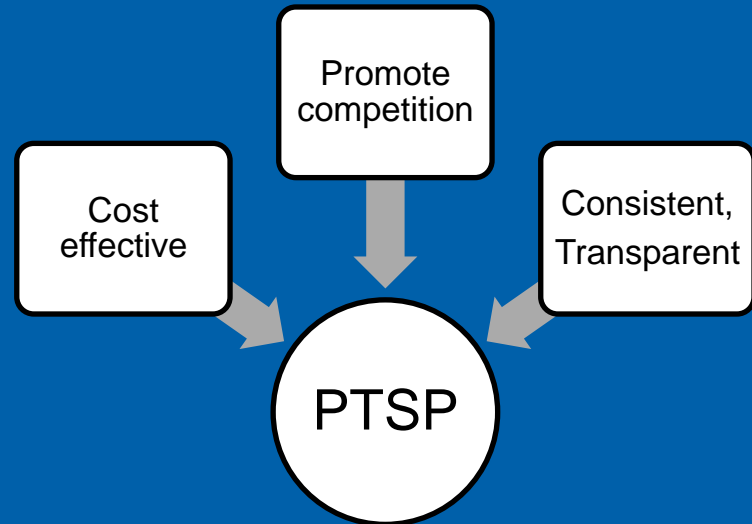 Promote
competition
Cost
effective
Consistent,
Transparent
PTSP